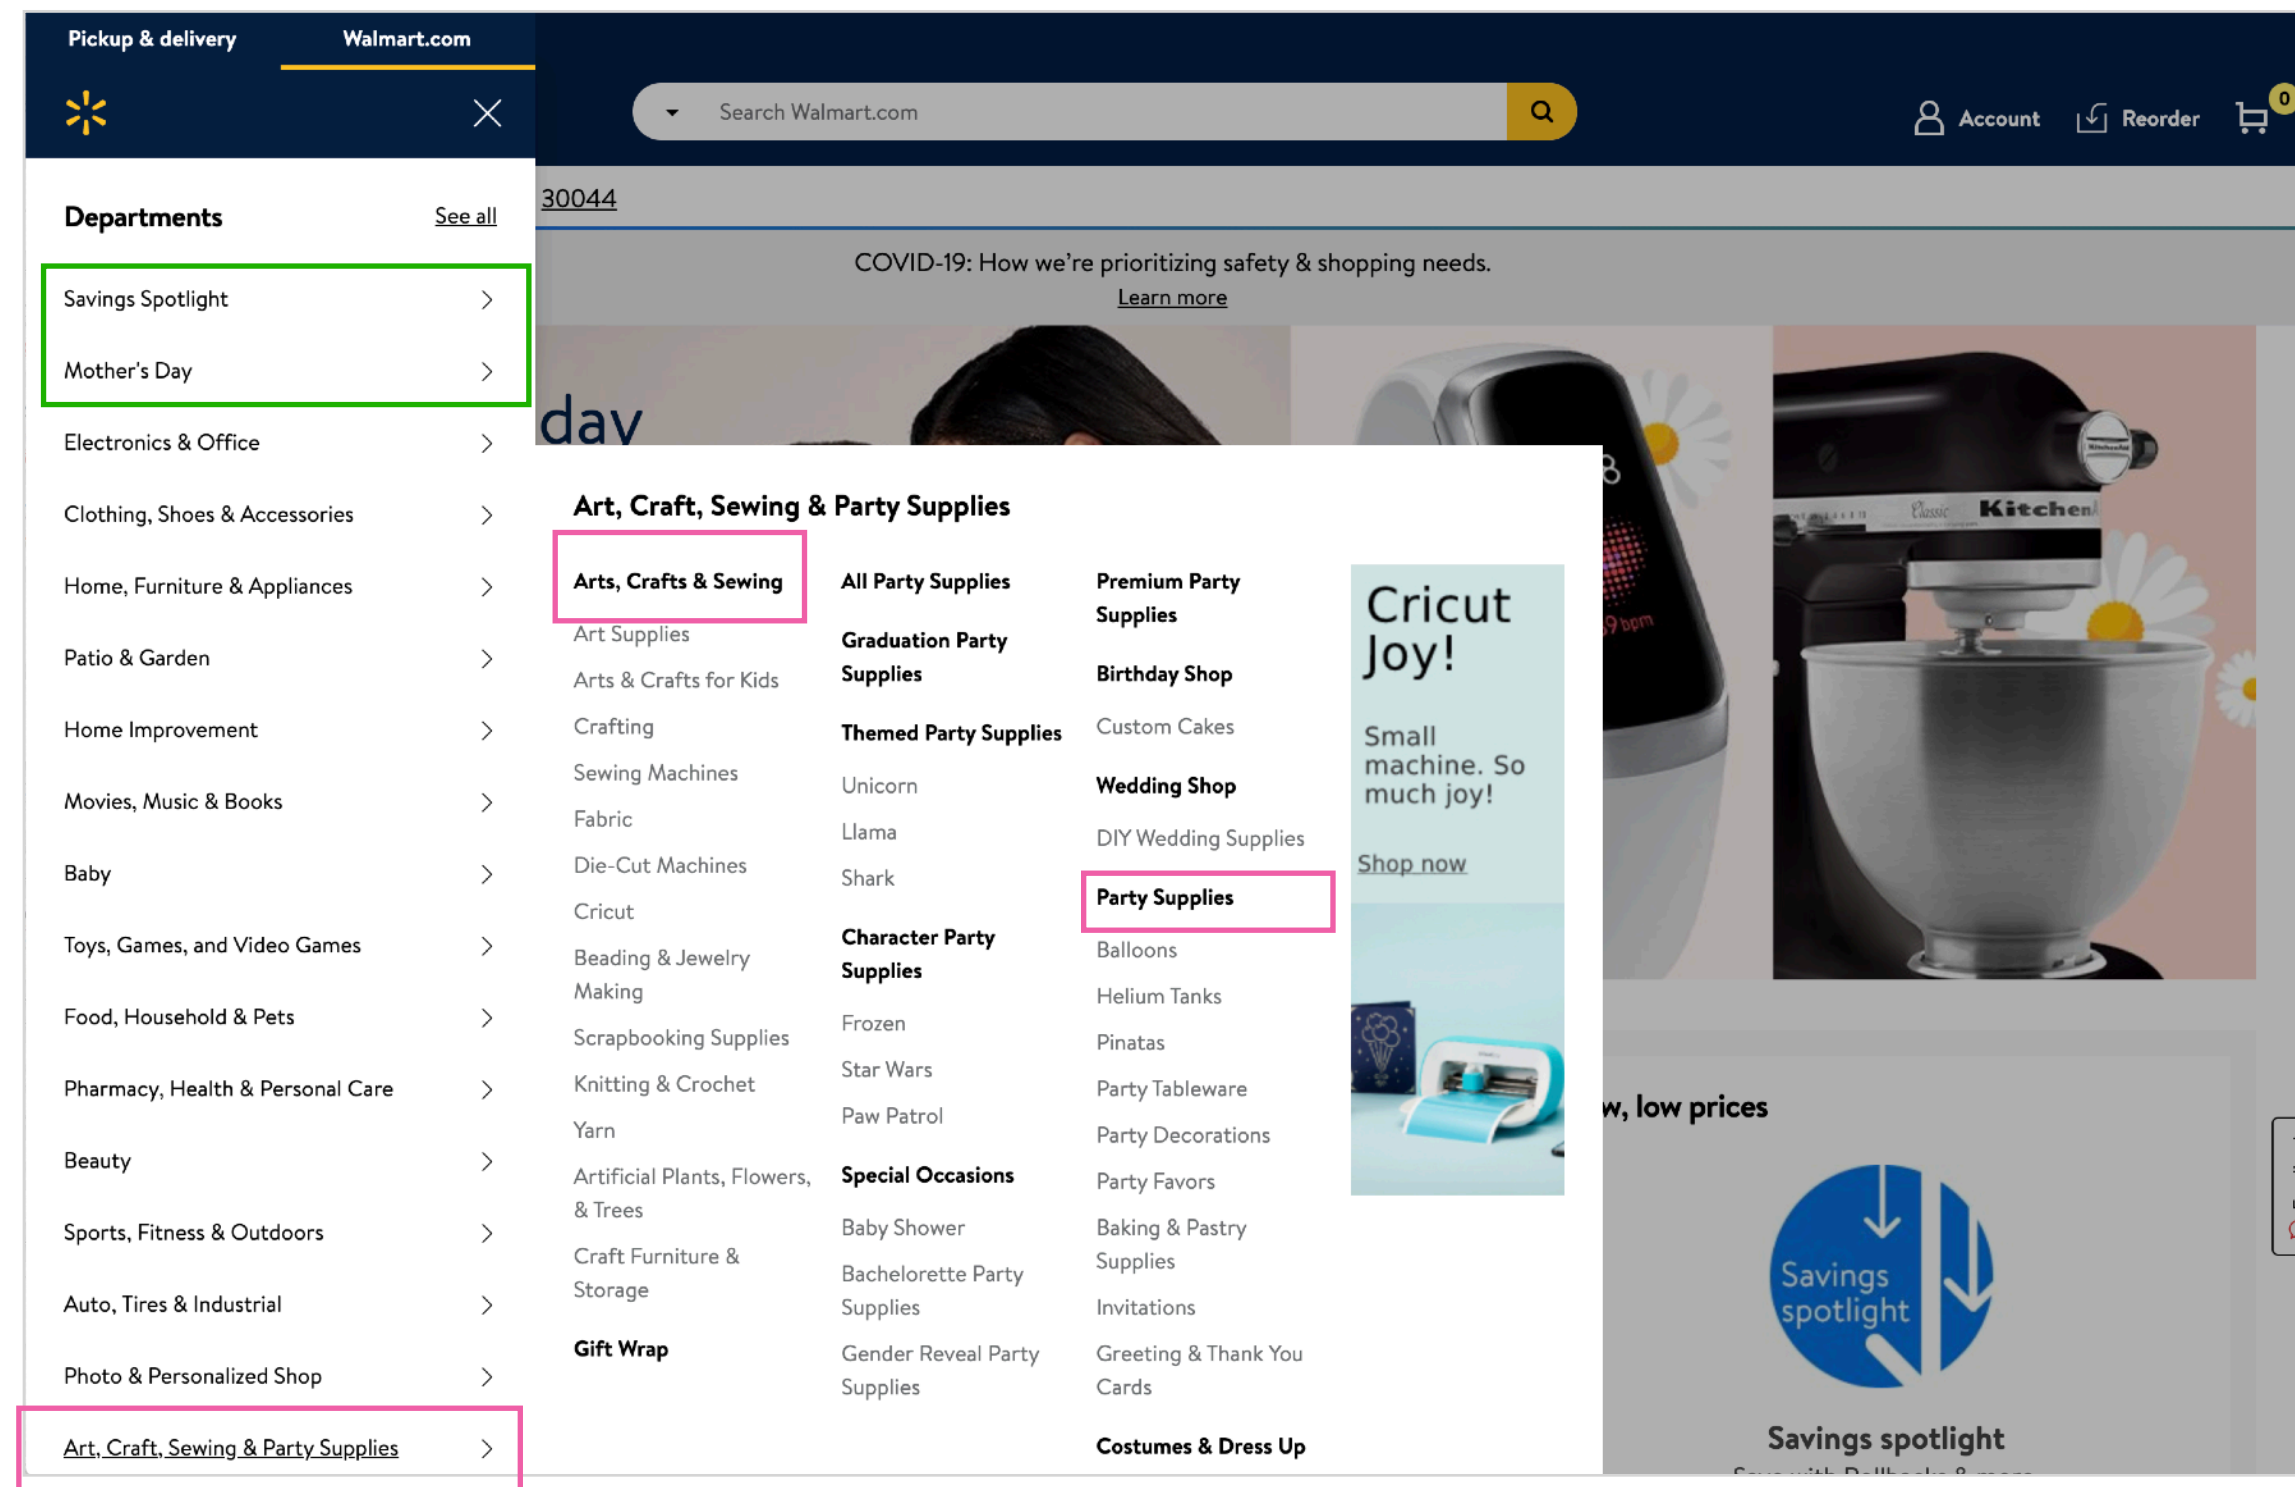 Pickup & delivery
Walmart.com
Search Walmart.com
Account
Reorder
0
Departments
See all
30044
COVID-19: How we're prioritizing safety & shopping needs.
Learn more
Savings Spotlight
Mother's Day
Electronics & Office
Clothing, Shoes & Accessories
Home, Furniture & Appliances
Patio & Garden
Home Improvement
Movies, Music & Books
Baby
Toys, Games, and Video Games
Food, Household & Pets
Pharmacy, Health & Personal Care
Beauty
Sports, Fitness & Outdoors
Auto, Tires & Industrial
Photo & Personalized Shop
Art, Craft, Sewing & Party Supplies
day
Art, Craft, Sewing & Party Supplies
Arts, Crafts & Sewing
Art Supplies
Arts & Crafts for Kids
Crafting
Sewing Machines
Fabric
Die-Cut Machines
Cricut
Beading & Jewelry
Making
Scrapbooking Supplies
Knitting & Crochet
Yarn
Artificial Plants, Flowers,
& Trees
Craft Furniture &
Storage
Gift Wrap
All Party Supplies
Graduation Party
Supplies
Themed Party Supplies
Unicorn
Llama
Shark
Character Party
Supplies
Frozen
Star Wars
Paw Patrol
Special Occasions
Baby Shower
Bachelorette Party
Supplies
Gender Reveal Party
Supplies
Premium Party
Supplies
Birthday Shop
Custom Cakes
Wedding Shop
DIY Wedding Supplies
Party Supplies
Balloons
Helium Tanks
Pinatas
Party Tableware
Party Decorations
Party Favors
Baking & Pastry
Supplies
Invitations
Greeting & Thank You
Cards
Costumes & Dress Up
Cricut
Joy!
Small
machine. So
much joy!
Shop now
8
9 bpm
Classic
KitchenA
w, low prices
Savings
spotlight
Savings spotlight